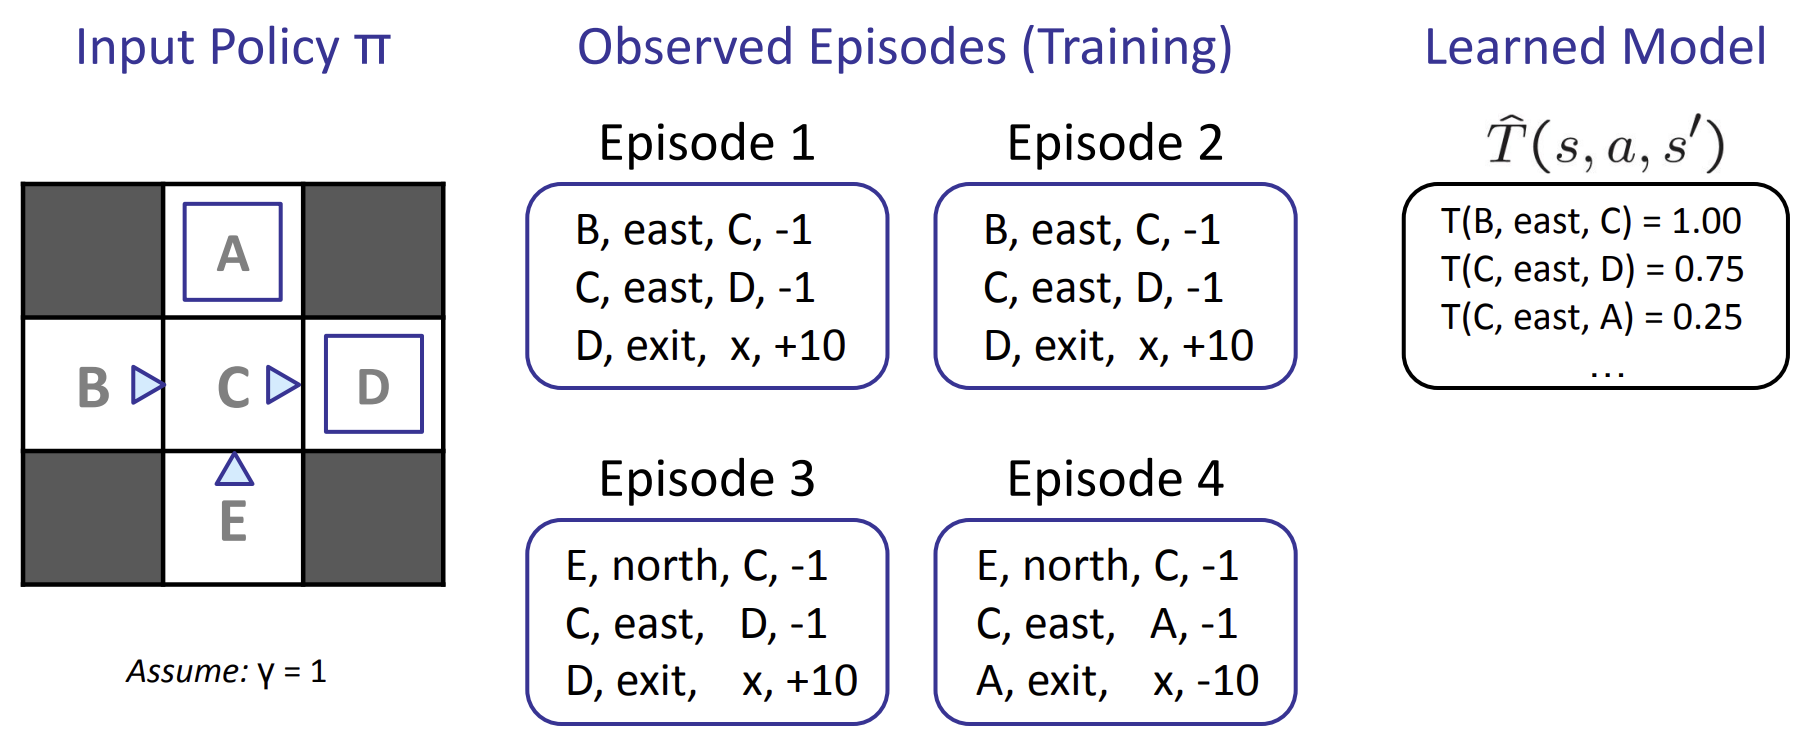 Input Policy π
A
B
C
D
E
Assume: γ = 1
Observed Episodes (Training)
Episode 1
B, east, C, -1
C, east, D, -1
D, exit, x, +10
Episode 2
B, east, C, -1
C, east, D, -1
D, exit, x, +10
Episode 3
E, north, C, -1
C, east, D, -1
D, exit, x, +10
Episode 4
E, north, C, -1
C, east, A, -1
A, exit, x, -10
Learned Model
T̂(s, a, s′)
T(B, east, C) = 1.00
T(C, east, D) = 0.75
T(C, east, A) = 0.25
…